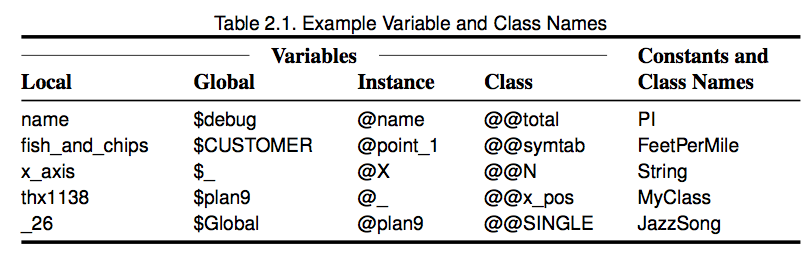 Table 2.1. Example Variable and Class Names
Variables Constants and
Local Global Instance Class Class Names
name $debug @name @@total PI
fish_and_chips $CUSTOMER @point_1 @@symtab FeetPerMile
x_axis $_ @X @@N String
thx1138 $plan9 @_ @@x_pos MyClass
_26 $Global @plan9 @@SINGLE JazzSong